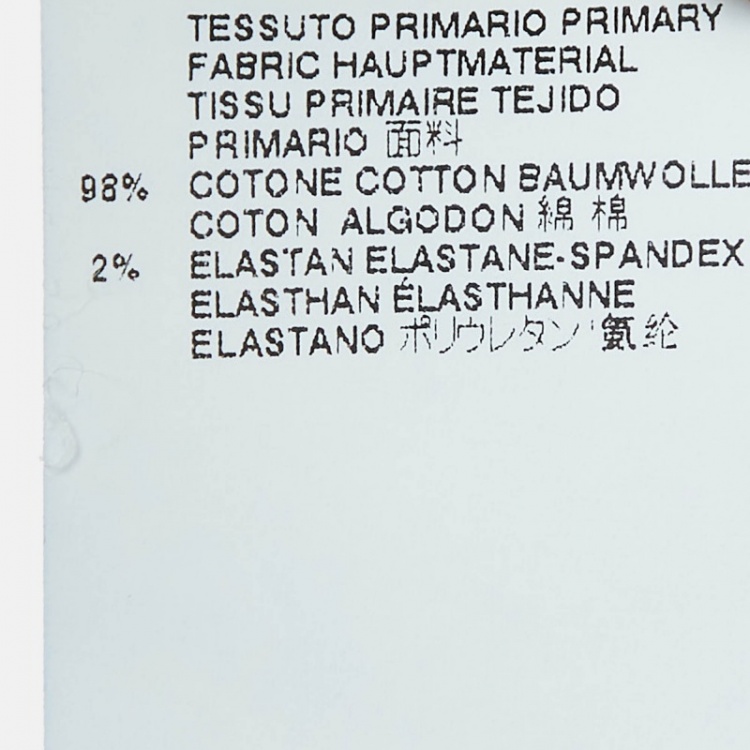 TESSUTO PRIMARIO PRIMARY
FABRIC HAUPTMATERIAL
TISSU PRIMAIRE TEJIDO
PRIMARIO 面料
98% COTONE COTTON BAUMWOLLE
COTON ALGODON 綿 棉
2% ELASTAN ELASTANE-SPANDEX
ELASTHAN ÉLASTHANNE
ELASTANO ポリウレタン 氨纶